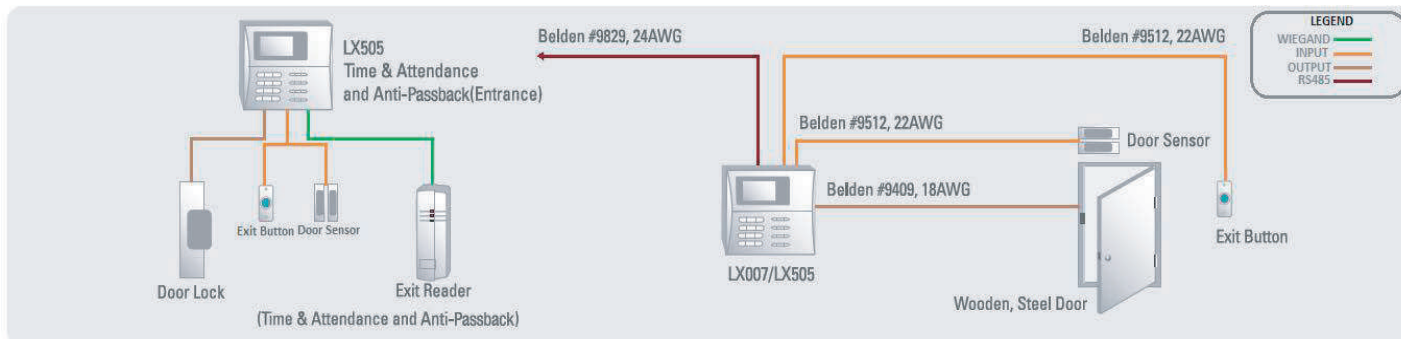 LX505
Time & Attendance
and Anti-Passback(Entrance)
Exit Button Door Sensor
Door Lock
Exit Reader
(Time & Attendance and Anti-Passback)
Belden #9829, 24AWG
Belden #9512, 22AWG
Belden #9512, 22AWG
Door Sensor
Belden #9409, 18AWG
LX007/LX505
Wooden, Steel Door
Exit Button
LEGEND
WIEGAND
INPUT
OUTPUT
RS485